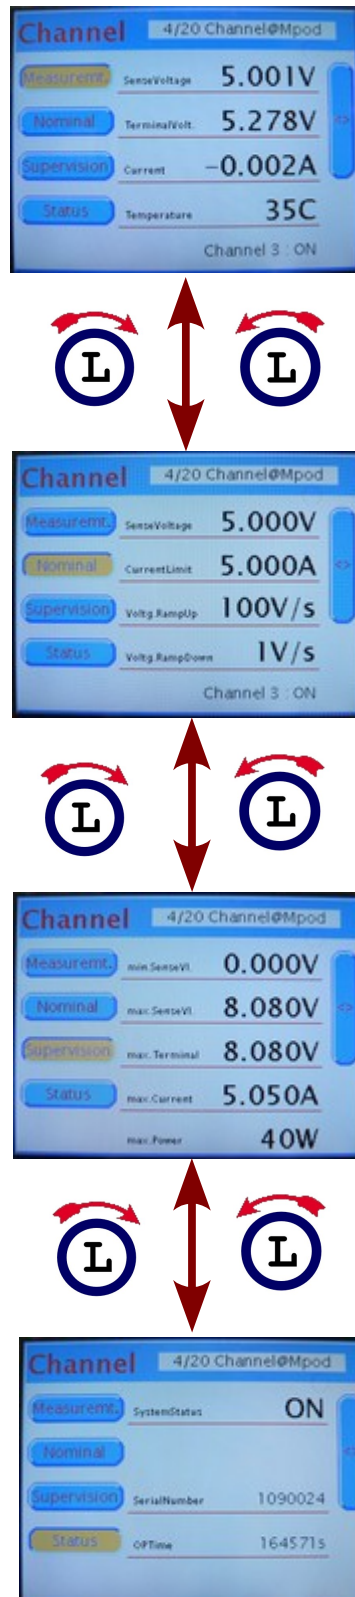 Channel 4/20 Channel@Mpod
Measuremt. SenseVoltage 5.001V
Nominal TerminalVolt. 5.278V
Supervision Current -0.002A
Status Temperature 35C
Channel 3 : ON
L L
Channel 4/20 Channel@Mpod
Measuremt. SenseVoltage 5.000V
Nominal CurrentLimit 5.000A
Supervision Voltg.RampUp 100V/s
Status Voltg.RampDown 1V/s
Channel 3 : ON
L L
Channel 4/20 Channel@Mpod
Measuremt. min.SenseVl. 0.000V
Nominal max.SenseVl. 8.080V
Supervision max.Terminal 8.080V
Status max.Current 5.050A
max.Power 40W
L L
Channel 4/20 Channel@Mpod
Measuremt. SystemStatus ON
Nominal
Supervision SerialNumber 1090024
Status OPTime 164571s